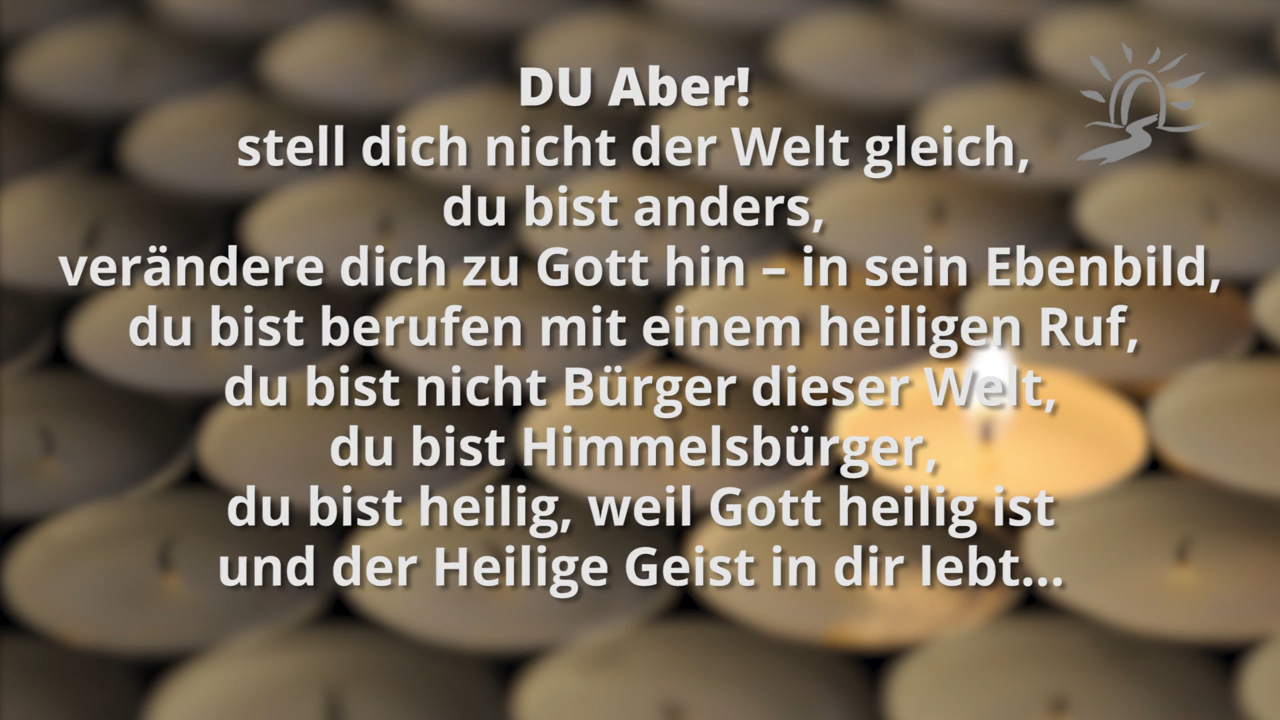 DU Aber!
stell dich nicht der Welt gleich,
du bist anders,
verändere dich zu Gott hin – in sein Ebenbild,
du bist berufen mit einem heiligen Ruf,
du bist nicht Bürger dieser Welt,
du bist Himmelsbürger,
du bist heilig, weil Gott heilig ist
und der Heilige Geist in dir lebt...